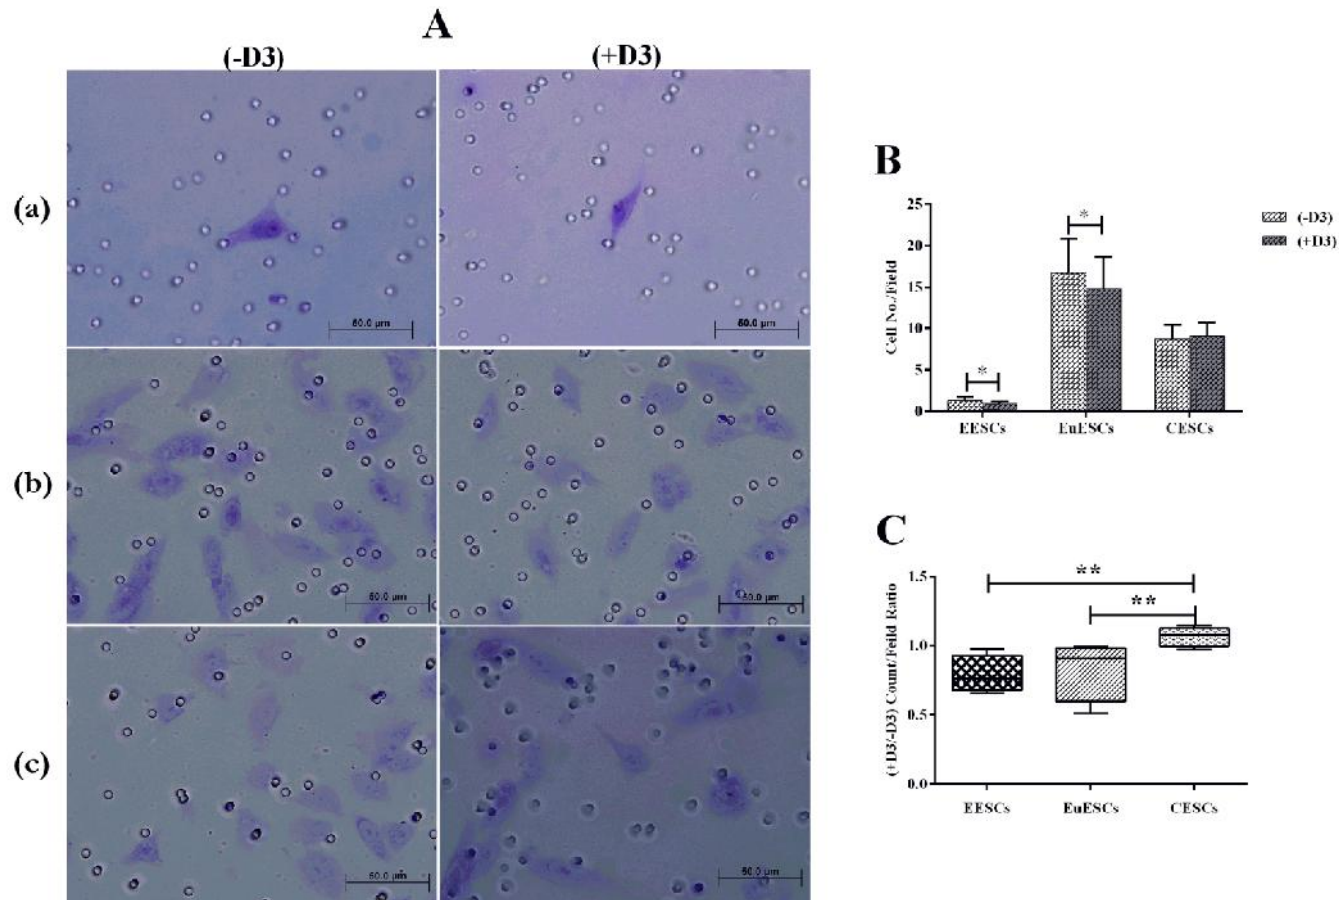 A
(-D3)
(+D3)
(a)
50.0 µm
50.0 µm
(b)
50.0 µm
50.0 µm
(c)
50.0 µm
50.0 µm
B
Cell No./Field
25
20
15
10
5
0
*
*
EESCs
EuESCs
CESCs
(-D3)
(+D3)
C
(+D3/-D3) Count/Feild Ratio
1.5
1.0
0.5
0.0
**
**
EESCs
EuESCs
CESCs